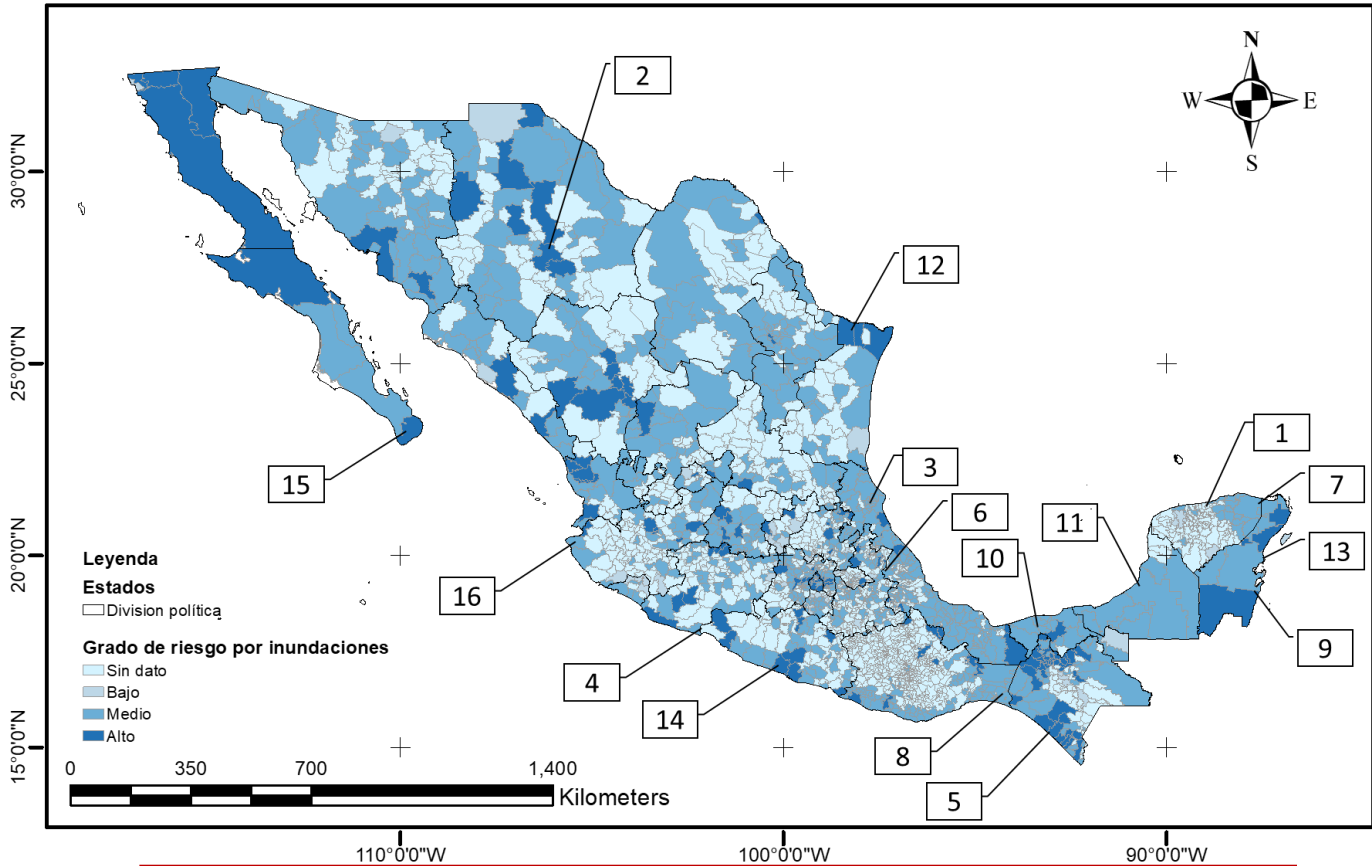 N
W E
S
2
12
1
3
7
6
11
10
13
15
16
9
4
14
8
5
30°0'0"N
25°0'0"N
20°0'0"N
15°0'0"N
Leyenda
Estados
Division política
Grado de riesgo por inundaciones
Sin dato
Bajo
Medio
Alto
0 350 700 1,400
Kilometers
110°0'0"W 100°0'0"W 90°0'0"W